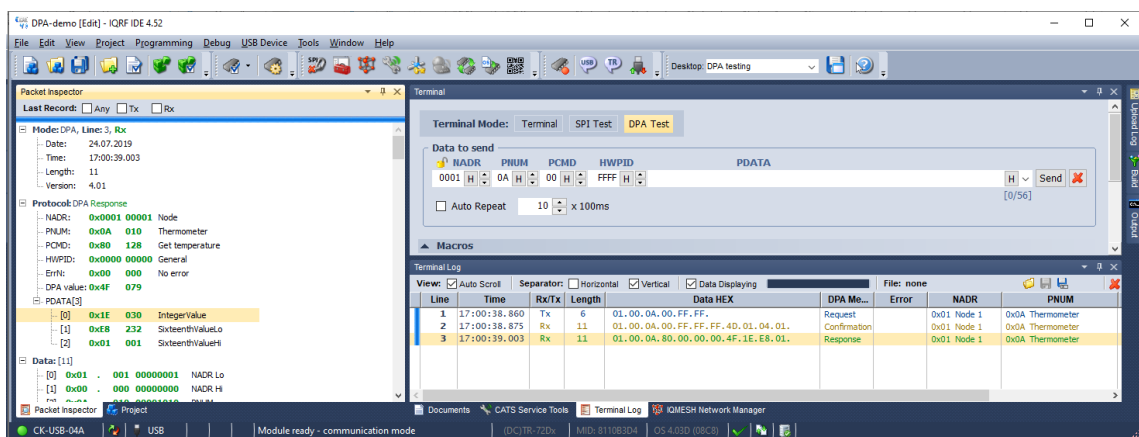 DPA-demo [Edit] - IQRF IDE 4.52
File Edit View Project Programming Debug USB Device Tools Window Help
Desktop: DPA testing
Packet Inspector
Last Record: Any Tx Rx
Mode: DPA, Line: 3, Rx
Date: 24.07.2019
Time: 17:00:39.003
Length: 11
Version: 4.01
Protocol: DPA Response
NADR: 0x0001 00001 Node
PNUM: 0x0A 010 Thermometer
PCMD: 0x80 128 Get temperature
HWPID: 0x0000 00000 General
ErrN: 0x00 000 No error
DPA value: 0x4F 079
PDATA[3]
[0] 0x1E 030 IntegerValue
[1] 0xE8 232 SixteenthValueLo
[2] 0x01 001 SixteenthValueHi
Data: [11]
[0] 0x01 . 001 00000001 NADR Lo
[1] 0x00 . 000 00000000 NADR Hi
Packet Inspector Project
Terminal
Terminal Mode: Terminal SPI Test DPA Test
Data to send
NADR PNUM PCMD HWPID PDATA
0001 H 0A H 00 H FFFF H H Send
[0/56]
Auto Repeat 10 x 100ms
Macros
Terminal Log
View: Auto Scroll Separator: Horizontal Vertical Data Displaying File: none
Line Time Rx/Tx Length Data HEX DPA Me... Error NADR PNUM
1 17:00:38.860 Tx 6 01.00.0A.00.FF.FF. Request 0x01 Node 1 0x0A Thermometer
2 17:00:38.875 Rx 11 01.00.0A.00.FF.FF.FF.4D.01.04.01. Confirmation 0x01 Node 1 0x0A Thermometer
3 17:00:39.003 Rx 11 01.00.0A.80.00.00.00.4F.1E.E8.01. Response 0x01 Node 1 0x0A Thermometer
Documents CATS Service Tools Terminal Log IQMESH Network Manager
Upload Log
Build
Output
CK-USB-04A USB Module ready - communication mode (DC)TR-72Dx MID: 8110B3D4 OS 4.03D (08C8)